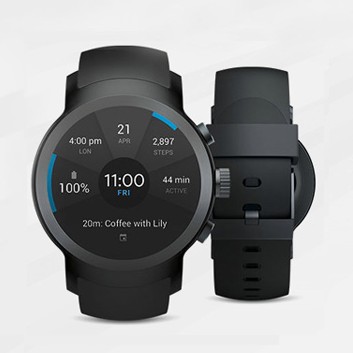 21
APR
4:00 pm
LON
2,897
STEPS
100%
11:00
FRI
44 min
ACTIVE
20m: Coffee with Lily